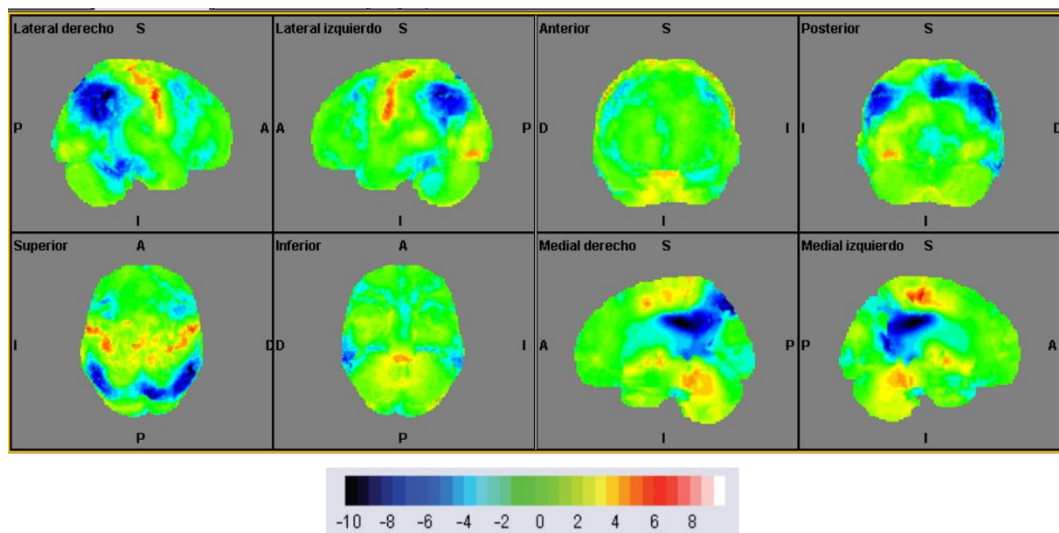 Lateral derecho S
P A
I
Lateral izquierdo S
A P
I
Anterior S
D I
I
Posterior S
I D
I
Superior A
I D
P
Inferior A
D I
P
Medial derecho S
A P
I
Medial izquierdo S
P A
I
-10 -8 -6 -4 -2 0 2 4 6 8